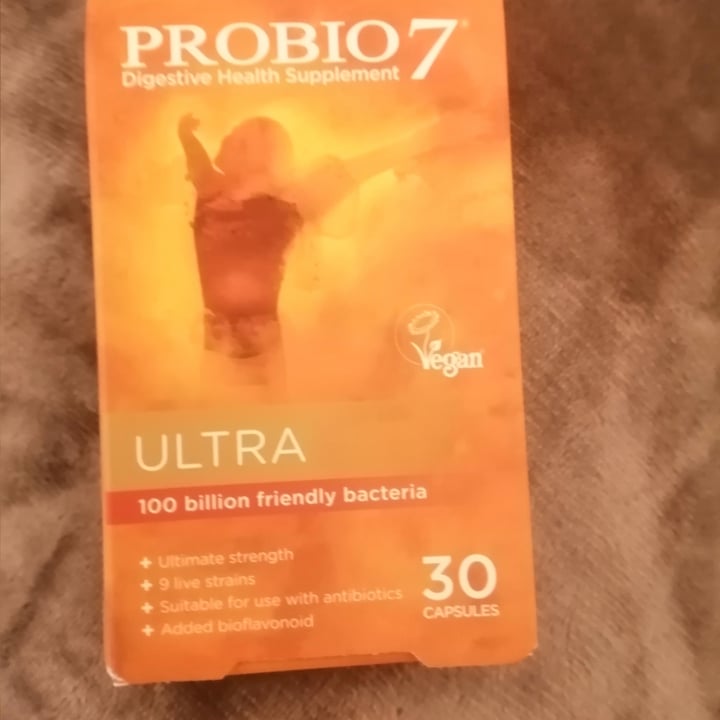 PROBIO 7®
Digestive Health Supplement
Vegan
ULTRA
100 billion friendly bacteria
+ Ultimate strength
+ 9 live strains
+ Suitable for use with antibiotics
+ Added bioflavonoid
30
CAPSULES